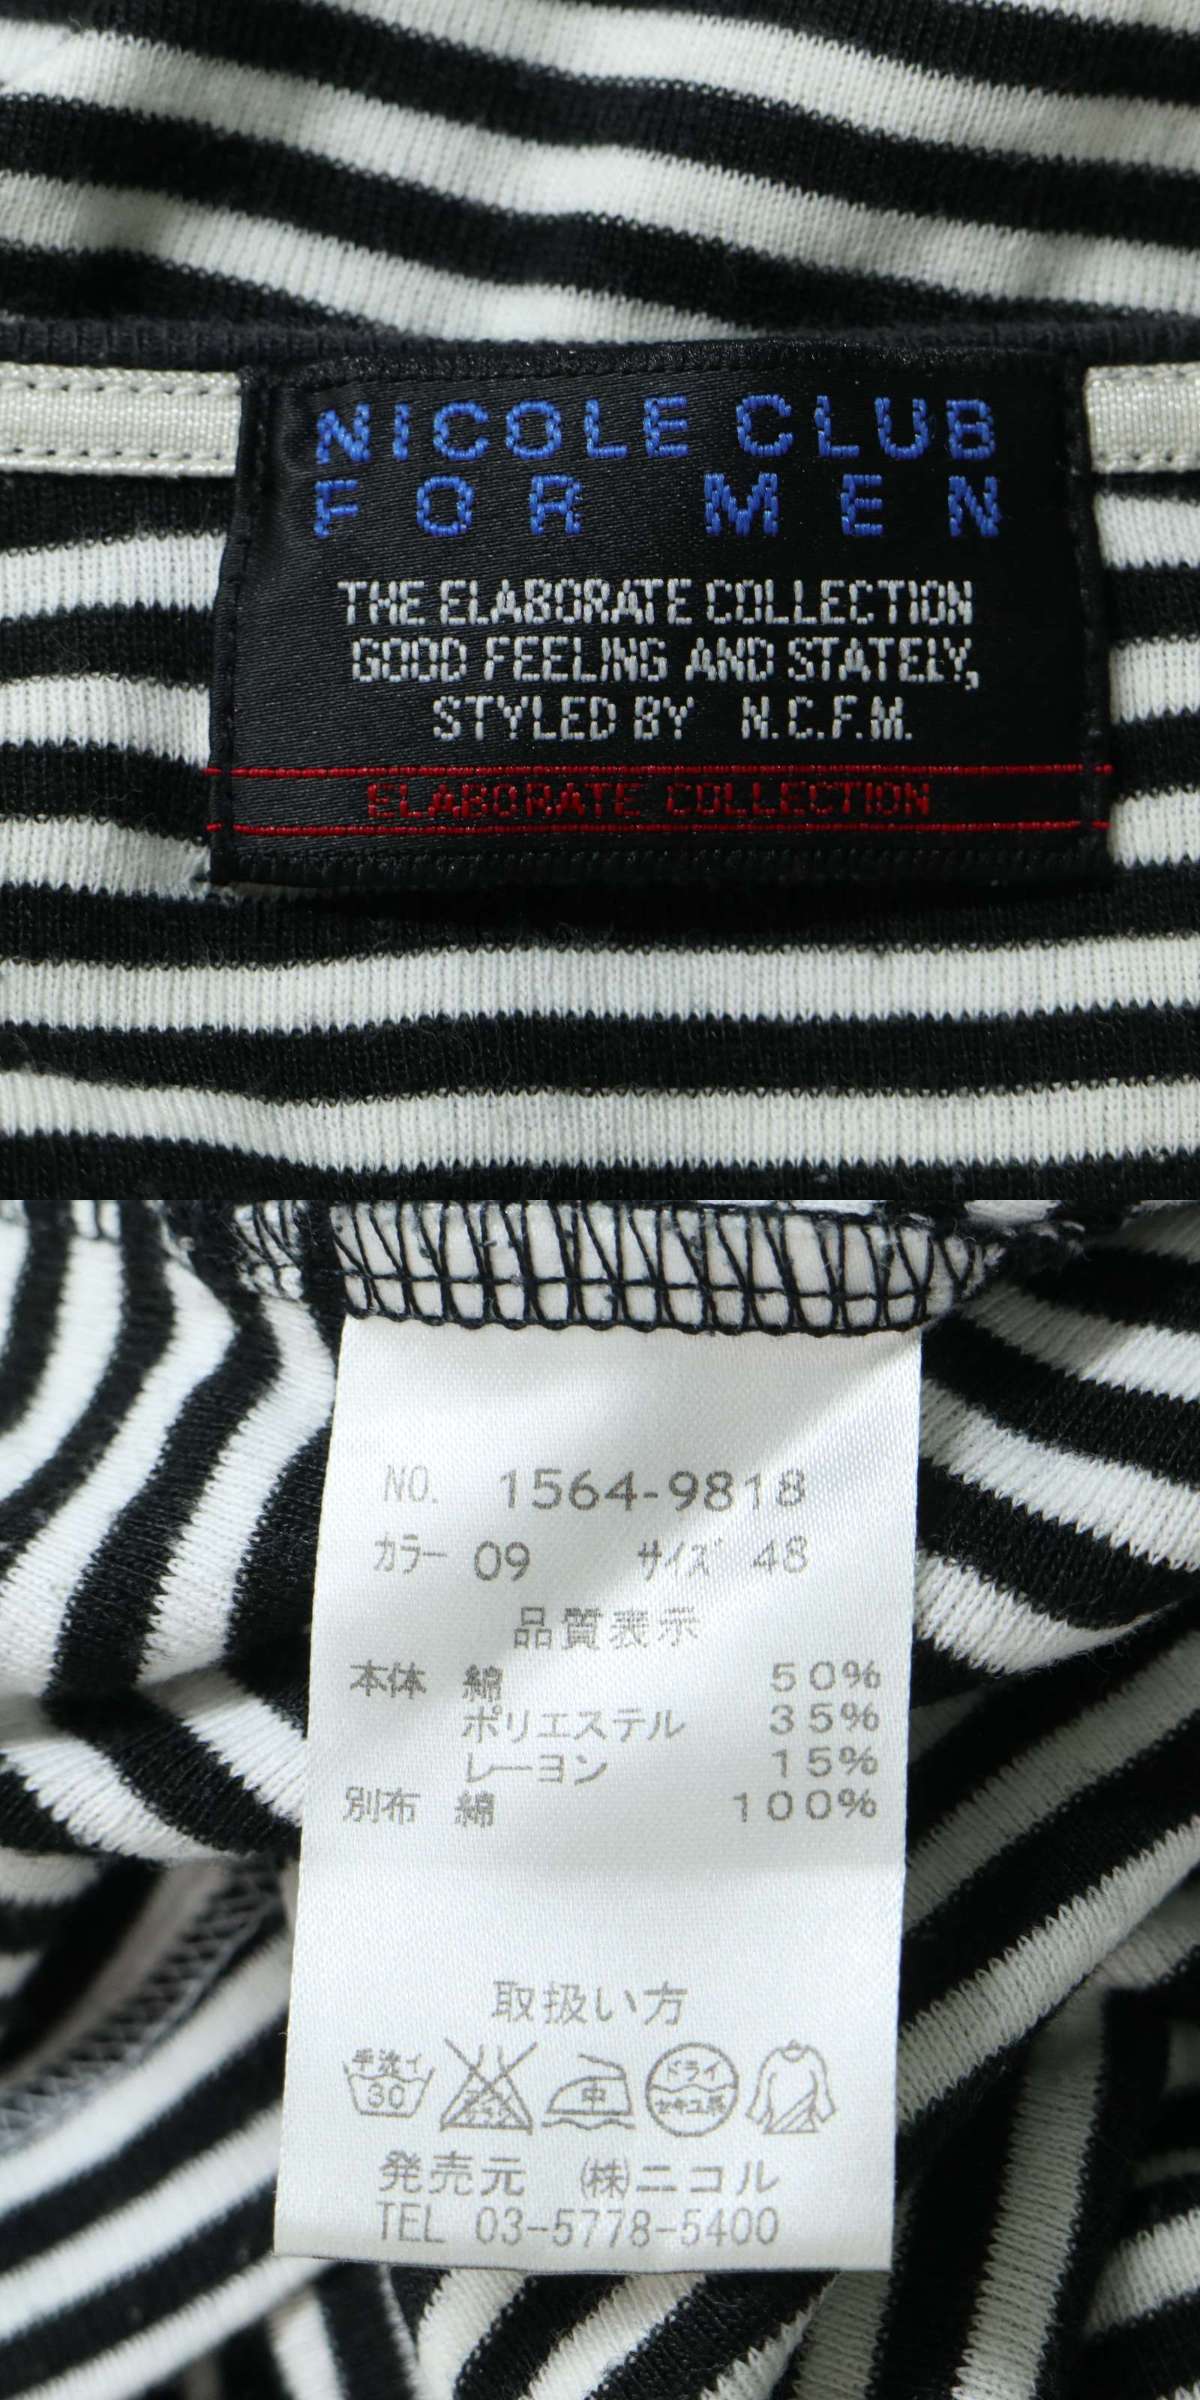 NICOLE CLUB
FOR MEN
THE ELABORATE COLLECTION
GOOD FEELING AND STATELY,
STYLED BY N.C.F.M.
ELABORATE COLLECTION
NO. 1564-9818
カラー 09 サイズ 48
品質表示
本体 綿 50%
ポリエステル 35%
レーヨン 15%
別布 綿 100%
取扱い方
手洗イ 30 中 ドライ セキユ系
発売元 (株)ニコル
TEL 03-5778-5400